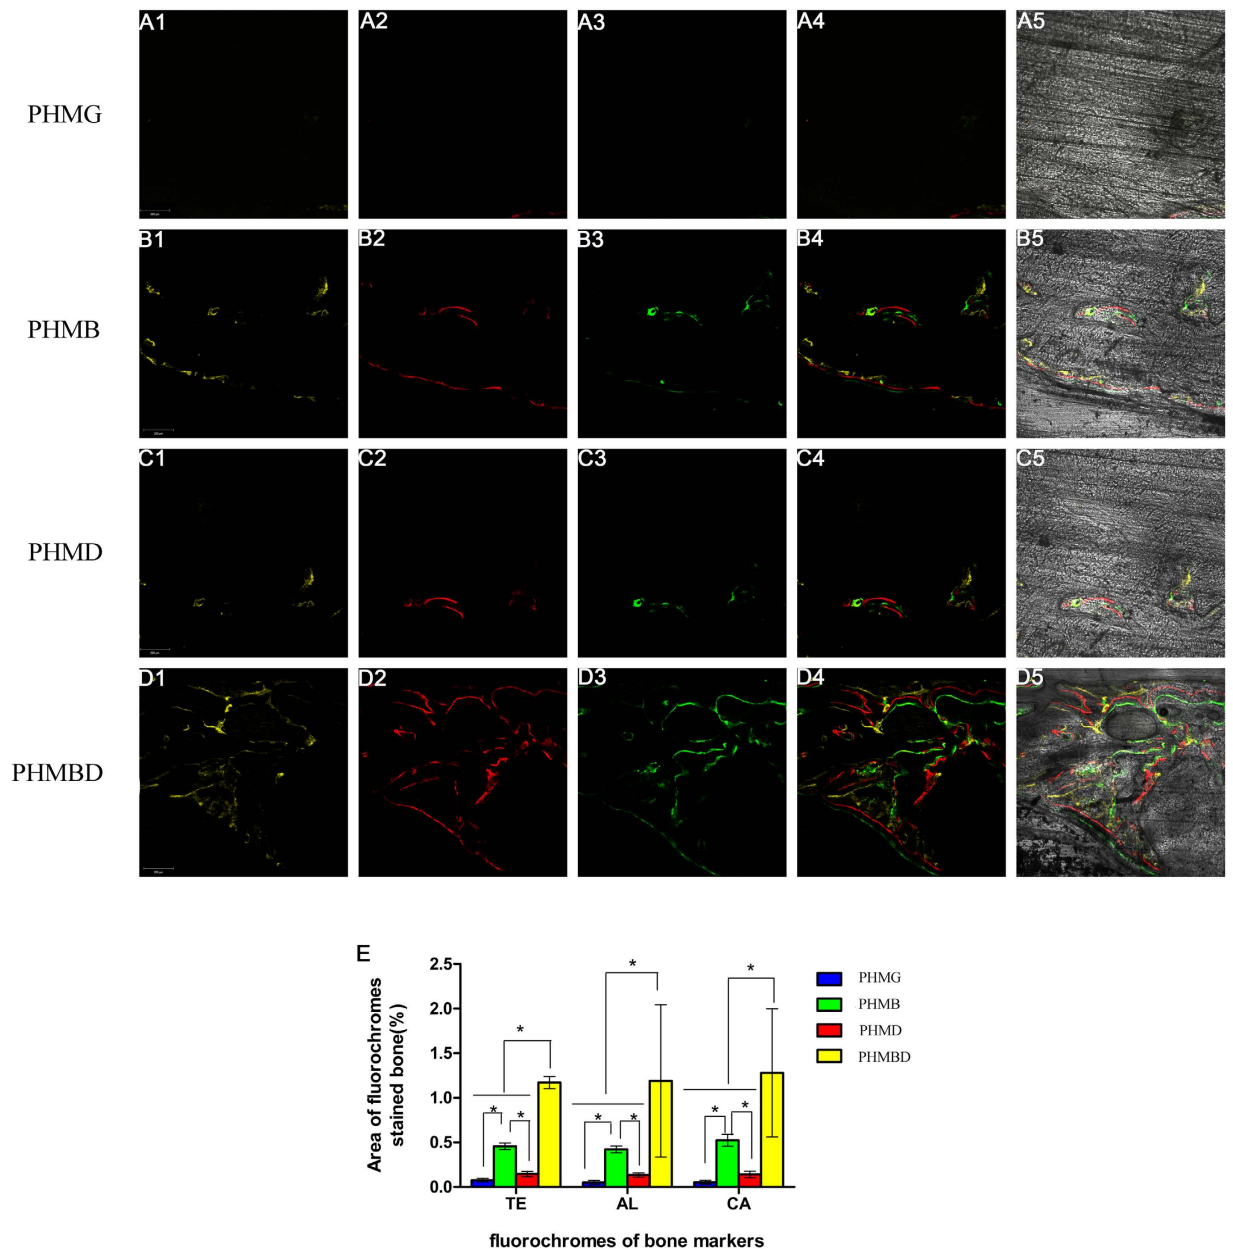 A1 A2 A3 A4 A5
PHMG
B1 B2 B3 B4 B5
PHMB
C1 C2 C3 C4 C5
PHMD
D1 D2 D3 D4 D5
PHMBD
E
Area of fluorochromes
stained bone(%)
2.5
2.0
1.5
1.0
0.5
0.0
* * *
* * * * * *
TE AL CA
fluorochromes of bone markers
PHMG
PHMB
PHMD
PHMBD